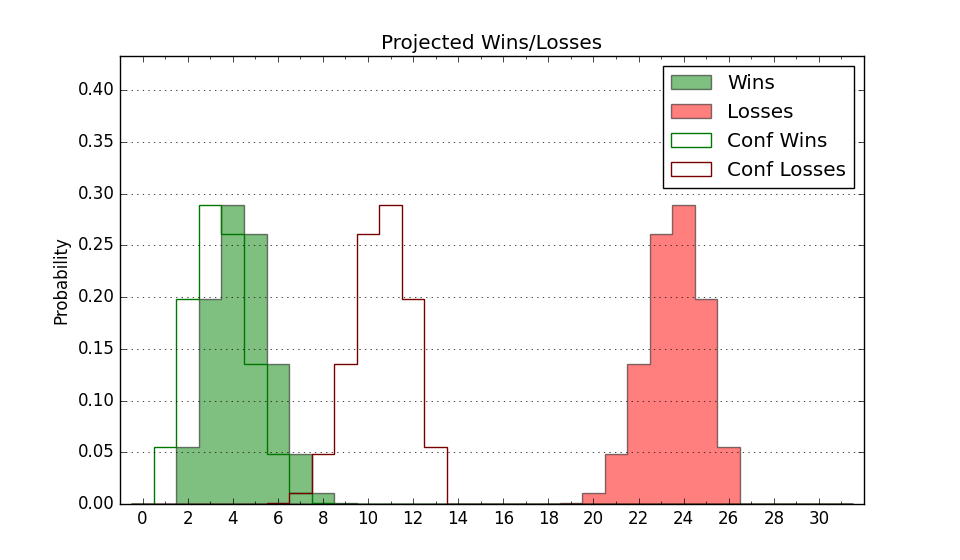 Projected Wins/Losses
Wins
Losses
Conf Wins
Conf Losses
Probability
0.40
0.35
0.30
0.25
0.20
0.15
0.10
0.05
0.00
0 2 4 6 8 10 12 14 16 18 20 22 24 26 28 30